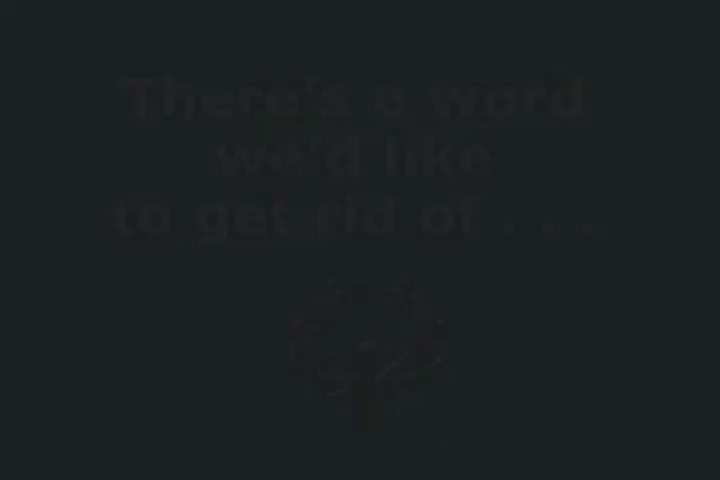 There's a word
we'd like
to get rid of . . .